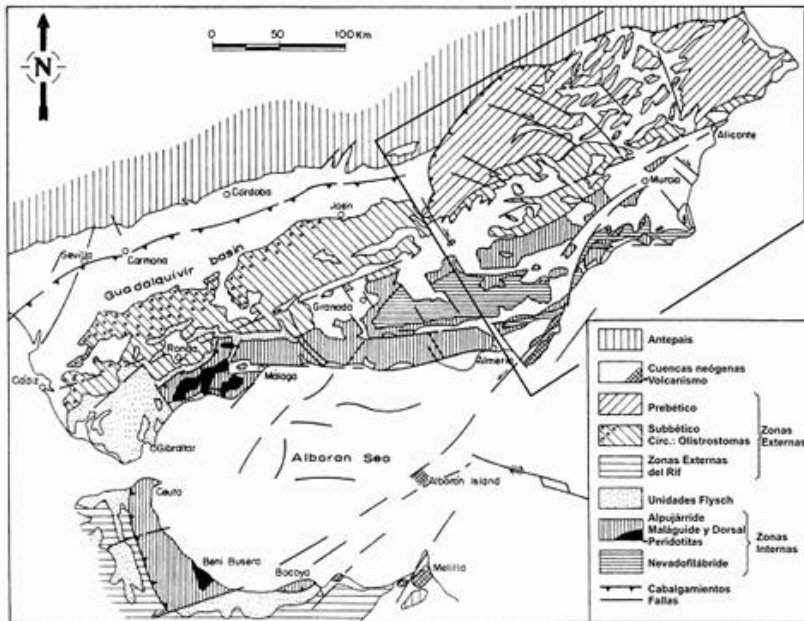 N
0 50 100 Km
Alicante
Murcia
Córdoba
Jaén
Sevilla
Carmona
Guadalquivir basin
Granada
Ronda
Almería
Málaga
Cádiz
Gibraltar
Alboran Sea
Alboran Island
Ceuta
Beni Busera
Bocoya
Melilla
Antepais
Cuencas neógenas
Volcanismo
Prebético
Subbético
Circ.: Olistrostomas
Zonas Externas
del Rif
Zonas
Externas
Unidades Flysch
Alpujárride
Maláguide y Dorsal
Peridotitas
Nevadofilábride
Zonas
Internas
Cabalgamientos
Fallas